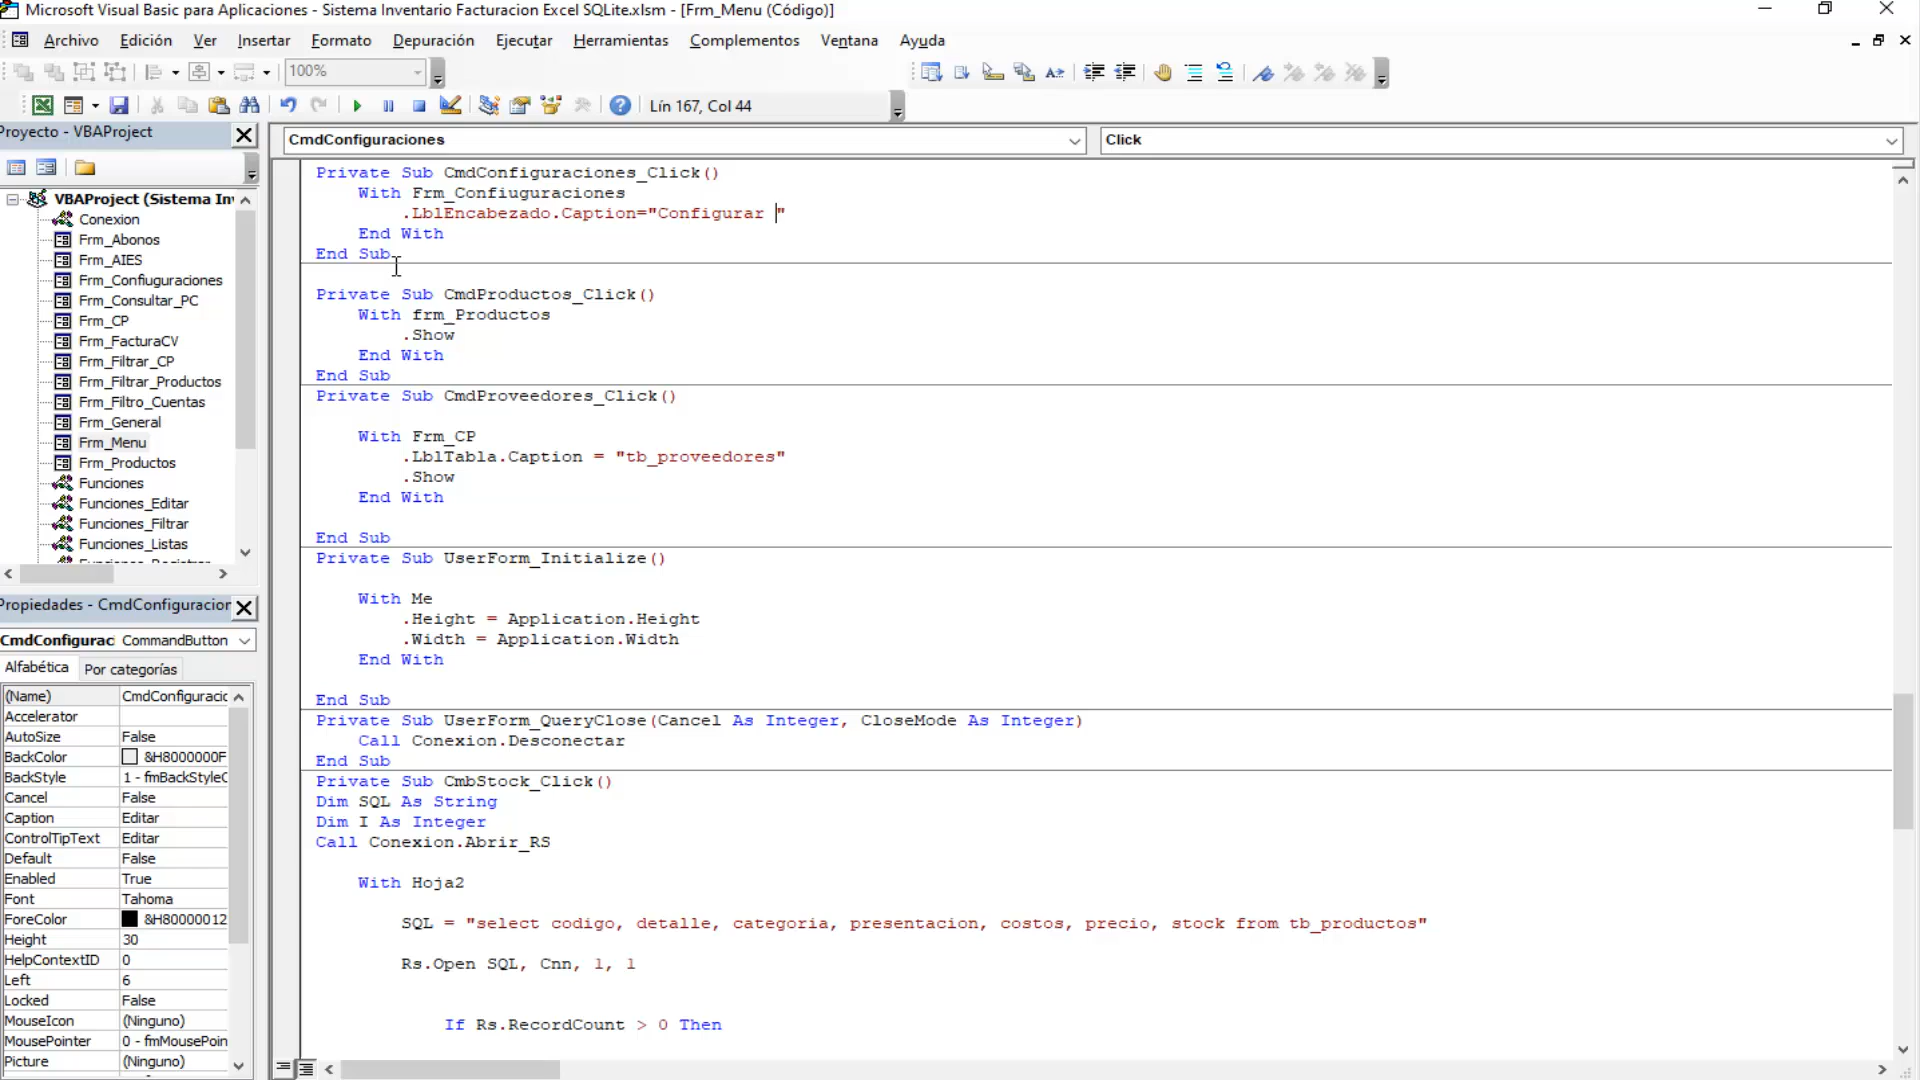 Microsoft Visual Basic para Aplicaciones - Sistema Inventario Facturacion Excel SQLite.xlsm - [Frm_Menu (Código)]
Archivo Edición Ver Insertar Formato Depuración Ejecutar Herramientas Complementos Ventana Ayuda
100%
Lín 167, Col 44
Proyecto - VBAProject
VBAProject (Sistema Inv
Conexion
Frm_Abonos
Frm_AIES
Frm_Confiuguraciones
Frm_Consultar_PC
Frm_CP
Frm_FacturaCV
Frm_Filtrar_CP
Frm_Filtrar_Productos
Frm_Filtro_Cuentas
Frm_General
Frm_Menu
Frm_Productos
Funciones
Funciones_Editar
Funciones_Filtrar
Funciones_Listas
Propiedades - CmdConfiguracion
CmdConfigurac CommandButton
Alfabética Por categorías
(Name) CmdConfiguracio
Accelerator
AutoSize False
BackColor &H8000000F
BackStyle 1 - fmBackStyleO
Cancel False
Caption Editar
ControlTipText Editar
Default False
Enabled True
Font Tahoma
ForeColor &H80000012
Height 30
HelpContextID 0
Left 6
Locked False
MouseIcon (Ninguno)
MousePointer 0 - fmMousePoin
Picture (Ninguno)
CmdConfiguraciones Click
Private Sub CmdConfiguraciones_Click()
With Frm_Confiuguraciones
.LblEncabezado.Caption="Configurar "
End With
End Sub
Private Sub CmdProductos_Click()
With frm_Productos
.Show
End With
End Sub
Private Sub CmdProveedores_Click()
With Frm_CP
.LblTabla.Caption = "tb_proveedores"
.Show
End With
End Sub
Private Sub UserForm_Initialize()
With Me
.Height = Application.Height
.Width = Application.Width
End With
End Sub
Private Sub UserForm_QueryClose(Cancel As Integer, CloseMode As Integer)
Call Conexion.Desconectar
End Sub
Private Sub CmbStock_Click()
Dim SQL As String
Dim I As Integer
Call Conexion.Abrir_RS
With Hoja2
SQL = "select codigo, detalle, categoria, presentacion, costos, precio, stock from tb_productos"
Rs.Open SQL, Cnn, 1, 1
If Rs.RecordCount > 0 Then